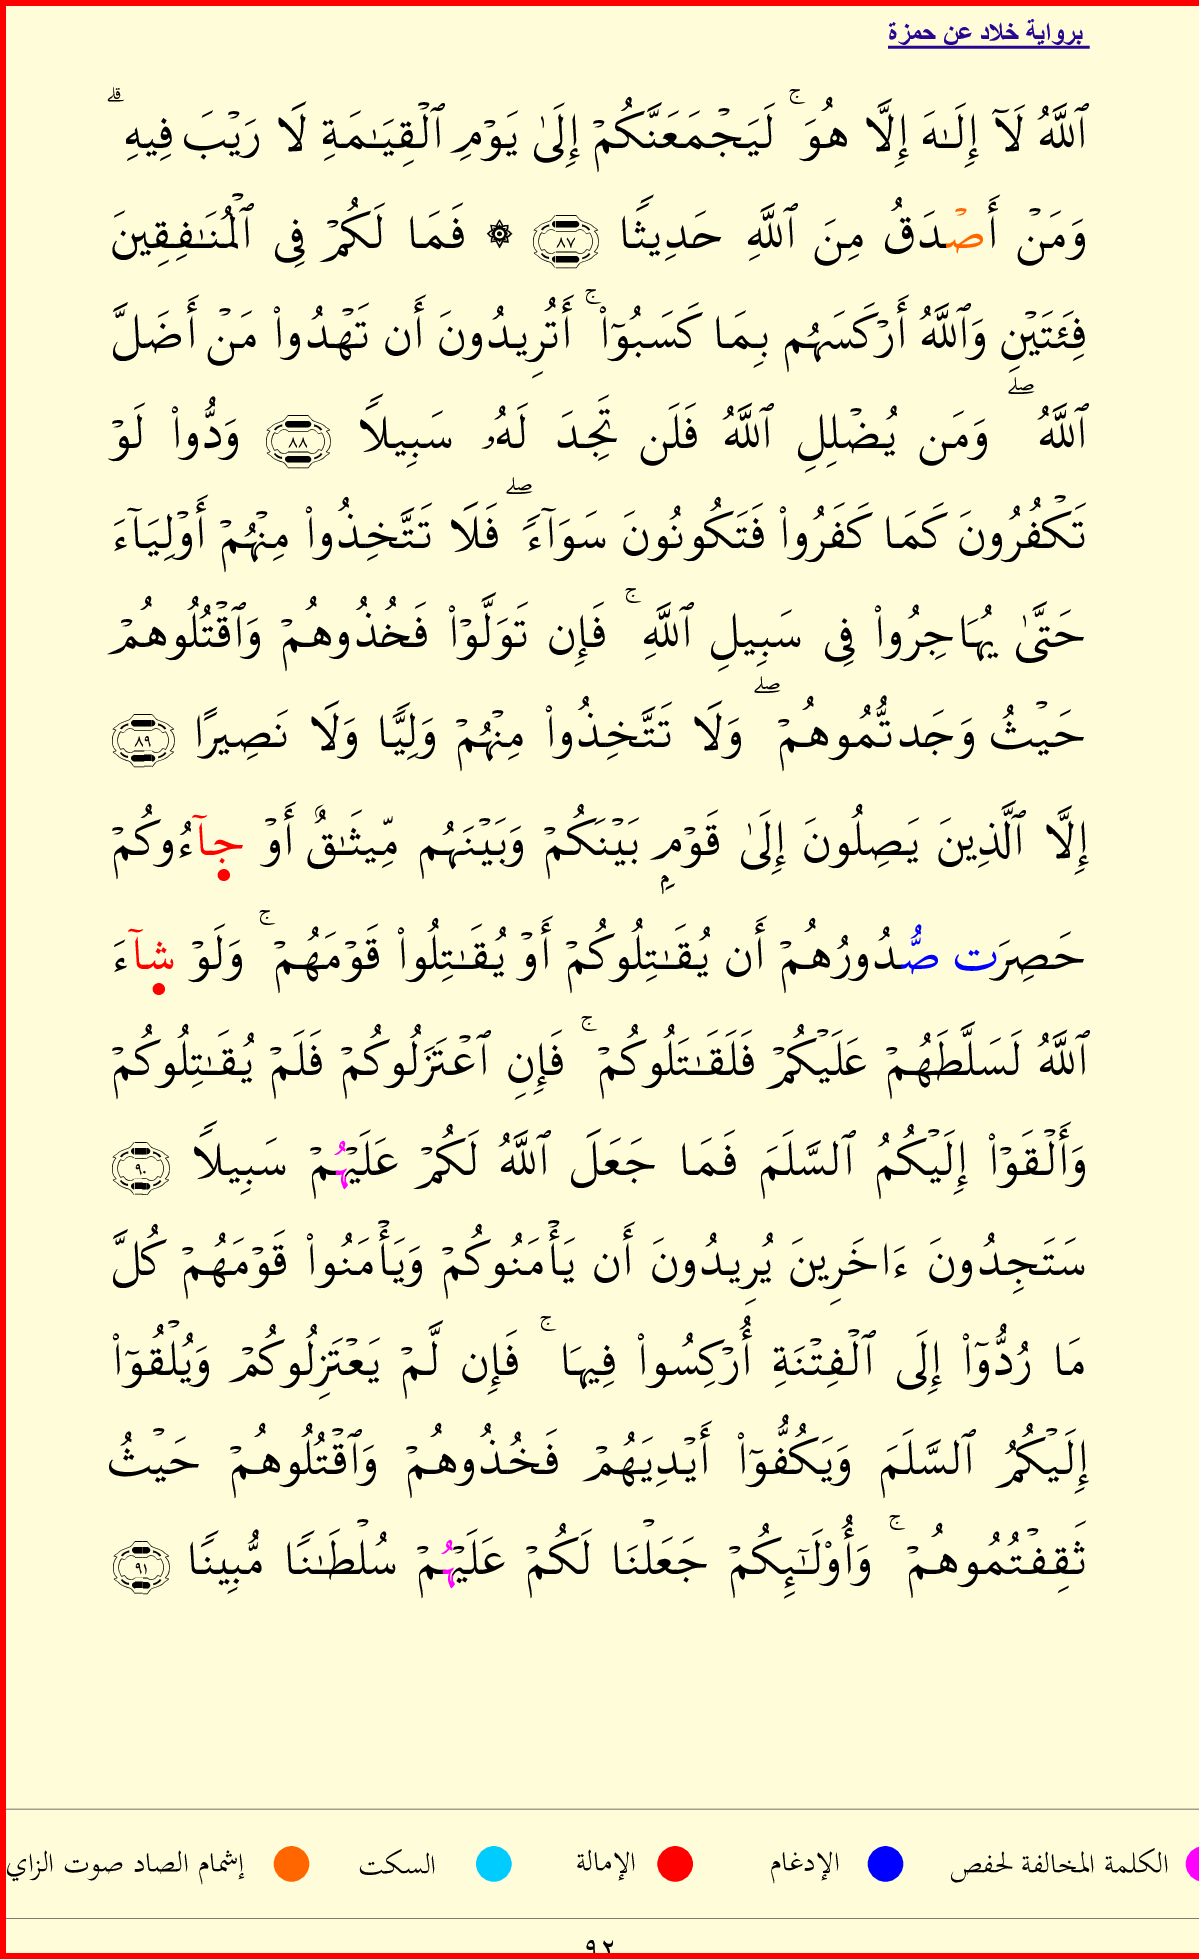 برواية خلاد عن حمزة
ٱللَّهُ لَآ إِلَـٰهَ إِلَّا هُوَ ۚ لَيَجْمَعَنَّكُمْ إِلَىٰ يَوْمِ ٱلْقِيَـٰمَةِ لَا رَيْبَ فِيهِ ۗ
وَمَنْ أَصْدَقُ مِنَ ٱللَّهِ حَدِيثًا ٨٧ ۞ فَمَا لَكُمْ فِى ٱلْمُنَـٰفِقِينَ
فِئَتَيْنِ وَٱللَّهُ أَرْكَسَهُم بِمَا كَسَبُوٓا۟ ۚ أَتُرِيدُونَ أَن تَهْدُوا۟ مَنْ أَضَلَّ
ٱللَّهُ ۖ وَمَن يُضْلِلِ ٱللَّهُ فَلَن تَجِدَ لَهُۥ سَبِيلًا ٨٨ وَدُّوا۟ لَوْ
تَكْفُرُونَ كَمَا كَفَرُوا۟ فَتَكُونُونَ سَوَآءً ۖ فَلَا تَتَّخِذُوا۟ مِنْهُمْ أَوْلِيَآءَ
حَتَّىٰ يُهَاجِرُوا۟ فِى سَبِيلِ ٱللَّهِ ۚ فَإِن تَوَلَّوْا۟ فَخُذُوهُمْ وَٱقْتُلُوهُمْ
حَيْثُ وَجَدتُّمُوهُمْ ۖ وَلَا تَتَّخِذُوا۟ مِنْهُمْ وَلِيًّا وَلَا نَصِيرًا ٨٩
إِلَّا ٱلَّذِينَ يَصِلُونَ إِلَىٰ قَوْمٍۭ بَيْنَكُمْ وَبَيْنَهُم مِّيثَـٰقٌ أَوْ جآءُوكُمْ
حَصِرَت صُّدُورُهُمْ أَن يُقَـٰتِلُوكُمْ أَوْ يُقَـٰتِلُوا۟ قَوْمَهُمْ ۚ وَلَوْ شآءَ
ٱللَّهُ لَسَلَّطَهُمْ عَلَيْكُمْ فَلَقَـٰتَلُوكُمْ ۚ فَإِنِ ٱعْتَزَلُوكُمْ فَلَمْ يُقَـٰتِلُوكُمْ
وَأَلْقَوْا۟ إِلَيْكُمُ ٱلسَّلَمَ فَمَا جَعَلَ ٱللَّهُ لَكُمْ عَلَيْهُمْ سَبِيلًا ٩٠
سَتَجِدُونَ ءَاخَرِينَ يُرِيدُونَ أَن يَأْمَنُوكُمْ وَيَأْمَنُوا۟ قَوْمَهُمْ كُلَّ
مَا رُدُّوٓا۟ إِلَى ٱلْفِتْنَةِ أُرْكِسُوا۟ فِيهَا ۚ فَإِن لَّمْ يَعْتَزِلُوكُمْ وَيُلْقُوٓا۟
إِلَيْكُمُ ٱلسَّلَمَ وَيَكُفُّوٓا۟ أَيْدِيَهُمْ فَخُذُوهُمْ وَٱقْتُلُوهُمْ حَيْثُ
ثَقِفْتُمُوهُمْ ۚ وَأُو۟لَـٰٓئِكُمْ جَعَلْنَا لَكُمْ عَلَيْهُمْ سُلْطَـٰنًا مُّبِينًا ٩١
الكلمة المخالفة لحفص الإدغام الإمالة السكت إشمام الصاد صوت الزاي
٩٢